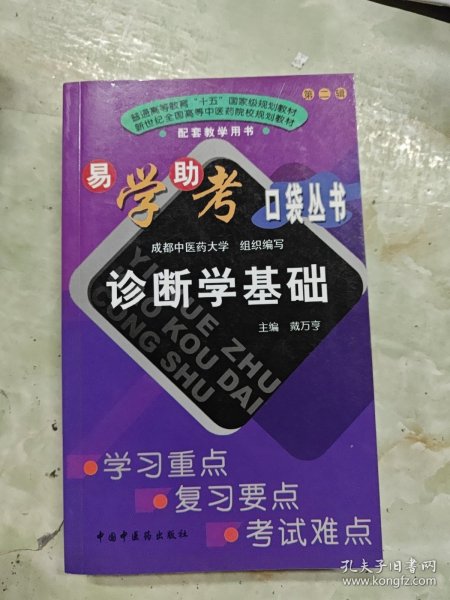 第二辑
普通高等教育“十五”国家级规划教材
新世纪全国高等中医药院校规划教材
配套教学用书
易学助考
口袋丛书
成都中医药大学 组织编写
诊断学基础
主编 戴万亨
YI XUE ZHU
KOU DAI
CONG SHU
学习重点
复习要点
考试难点
中国中医药出版社
孔夫子旧书网
www.kongfz.com